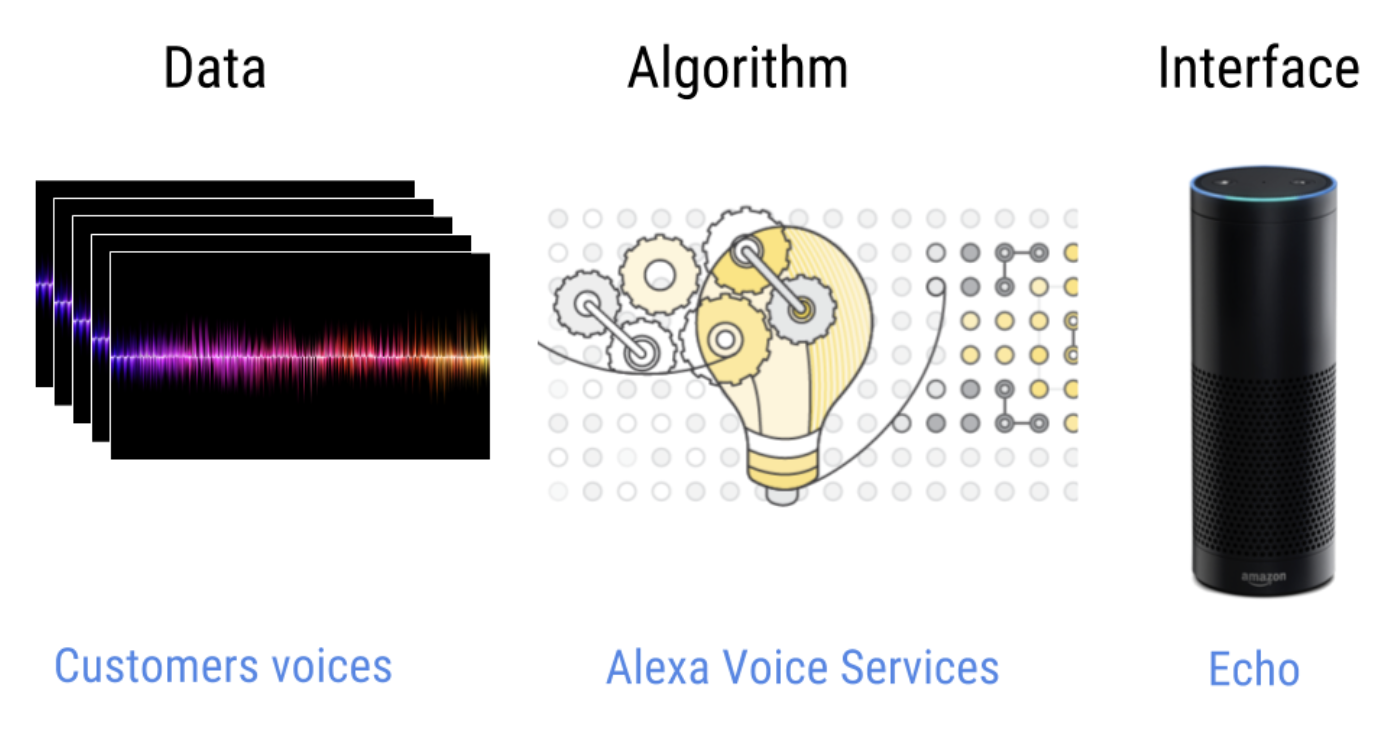 Data
Algorithm
Interface
amazon
Customers voices
Alexa Voice Services
Echo